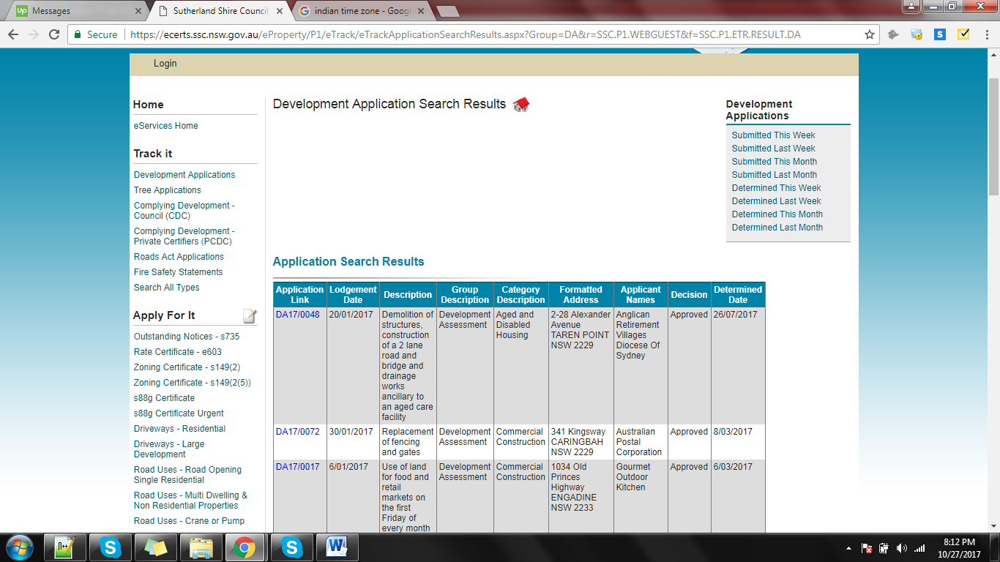 Messages
Sutherland Shire Council
indian time zone - Goog
Secure
https://ecerts.ssc.nsw.gov.au/eProperty/P1/eTrack/eTrackApplicationSearchResults.aspx?Group=DA&r=SSC.P1.WEBGUEST&f=SSC.P1.ETR.RESULT.DA
Login
Home
eServices Home
Track it
Development Applications
Tree Applications
Complying Development -
Council (CDC)
Complying Development -
Private Certifiers (PCDC)
Roads Act Applications
Fire Safety Statements
Search All Types
Apply For It
Outstanding Notices - s735
Rate Certificate - e603
Zoning Certificate - s149(2)
Zoning Certificate - s149(2(5))
s88g Certificate
s88g Certificate Urgent
Driveways - Residential
Driveways - Large
Development
Road Uses - Road Opening
Single Residential
Road Uses - Multi Dwelling &
Non Residential Properties
Road Uses - Crane or Pump
Development Application Search Results
Development
Applications
Submitted This Week
Submitted Last Week
Submitted This Month
Submitted Last Month
Determined This Week
Determined Last Week
Determined This Month
Determined Last Month
Application Search Results
Application
Link
Lodgement
Date
Description
Group
Description
Category
Description
Formatted
Address
Applicant
Names
Decision
Determined
Date
DA17/0048
20/01/2017
Demolition of
structures,
construction
of a 2 lane
road and
bridge and
drainage
works
ancillary to
an aged care
facility
Development
Assessment
Aged and
Disabled
Housing
2-28 Alexander
Avenue
TAREN POINT
NSW 2229
Anglican
Retirement
Villages
Diocese Of
Sydney
Approved
26/07/2017
DA17/0072
30/01/2017
Replacement
of fencing
and gates
Development
Assessment
Commercial
Construction
341 Kingsway
CARINGBAH
NSW 2229
Australian
Postal
Corporation
Approved
8/03/2017
DA17/0017
6/01/2017
Use of land
for food and
retail
markets on
the first
Friday of
every month
Development
Assessment
Commercial
Construction
1034 Old
Princes
Highway
ENGADINE
NSW 2233
Gourmet
Outdoor
Kitchen
Approved
6/03/2017
8:12 PM
10/27/2017